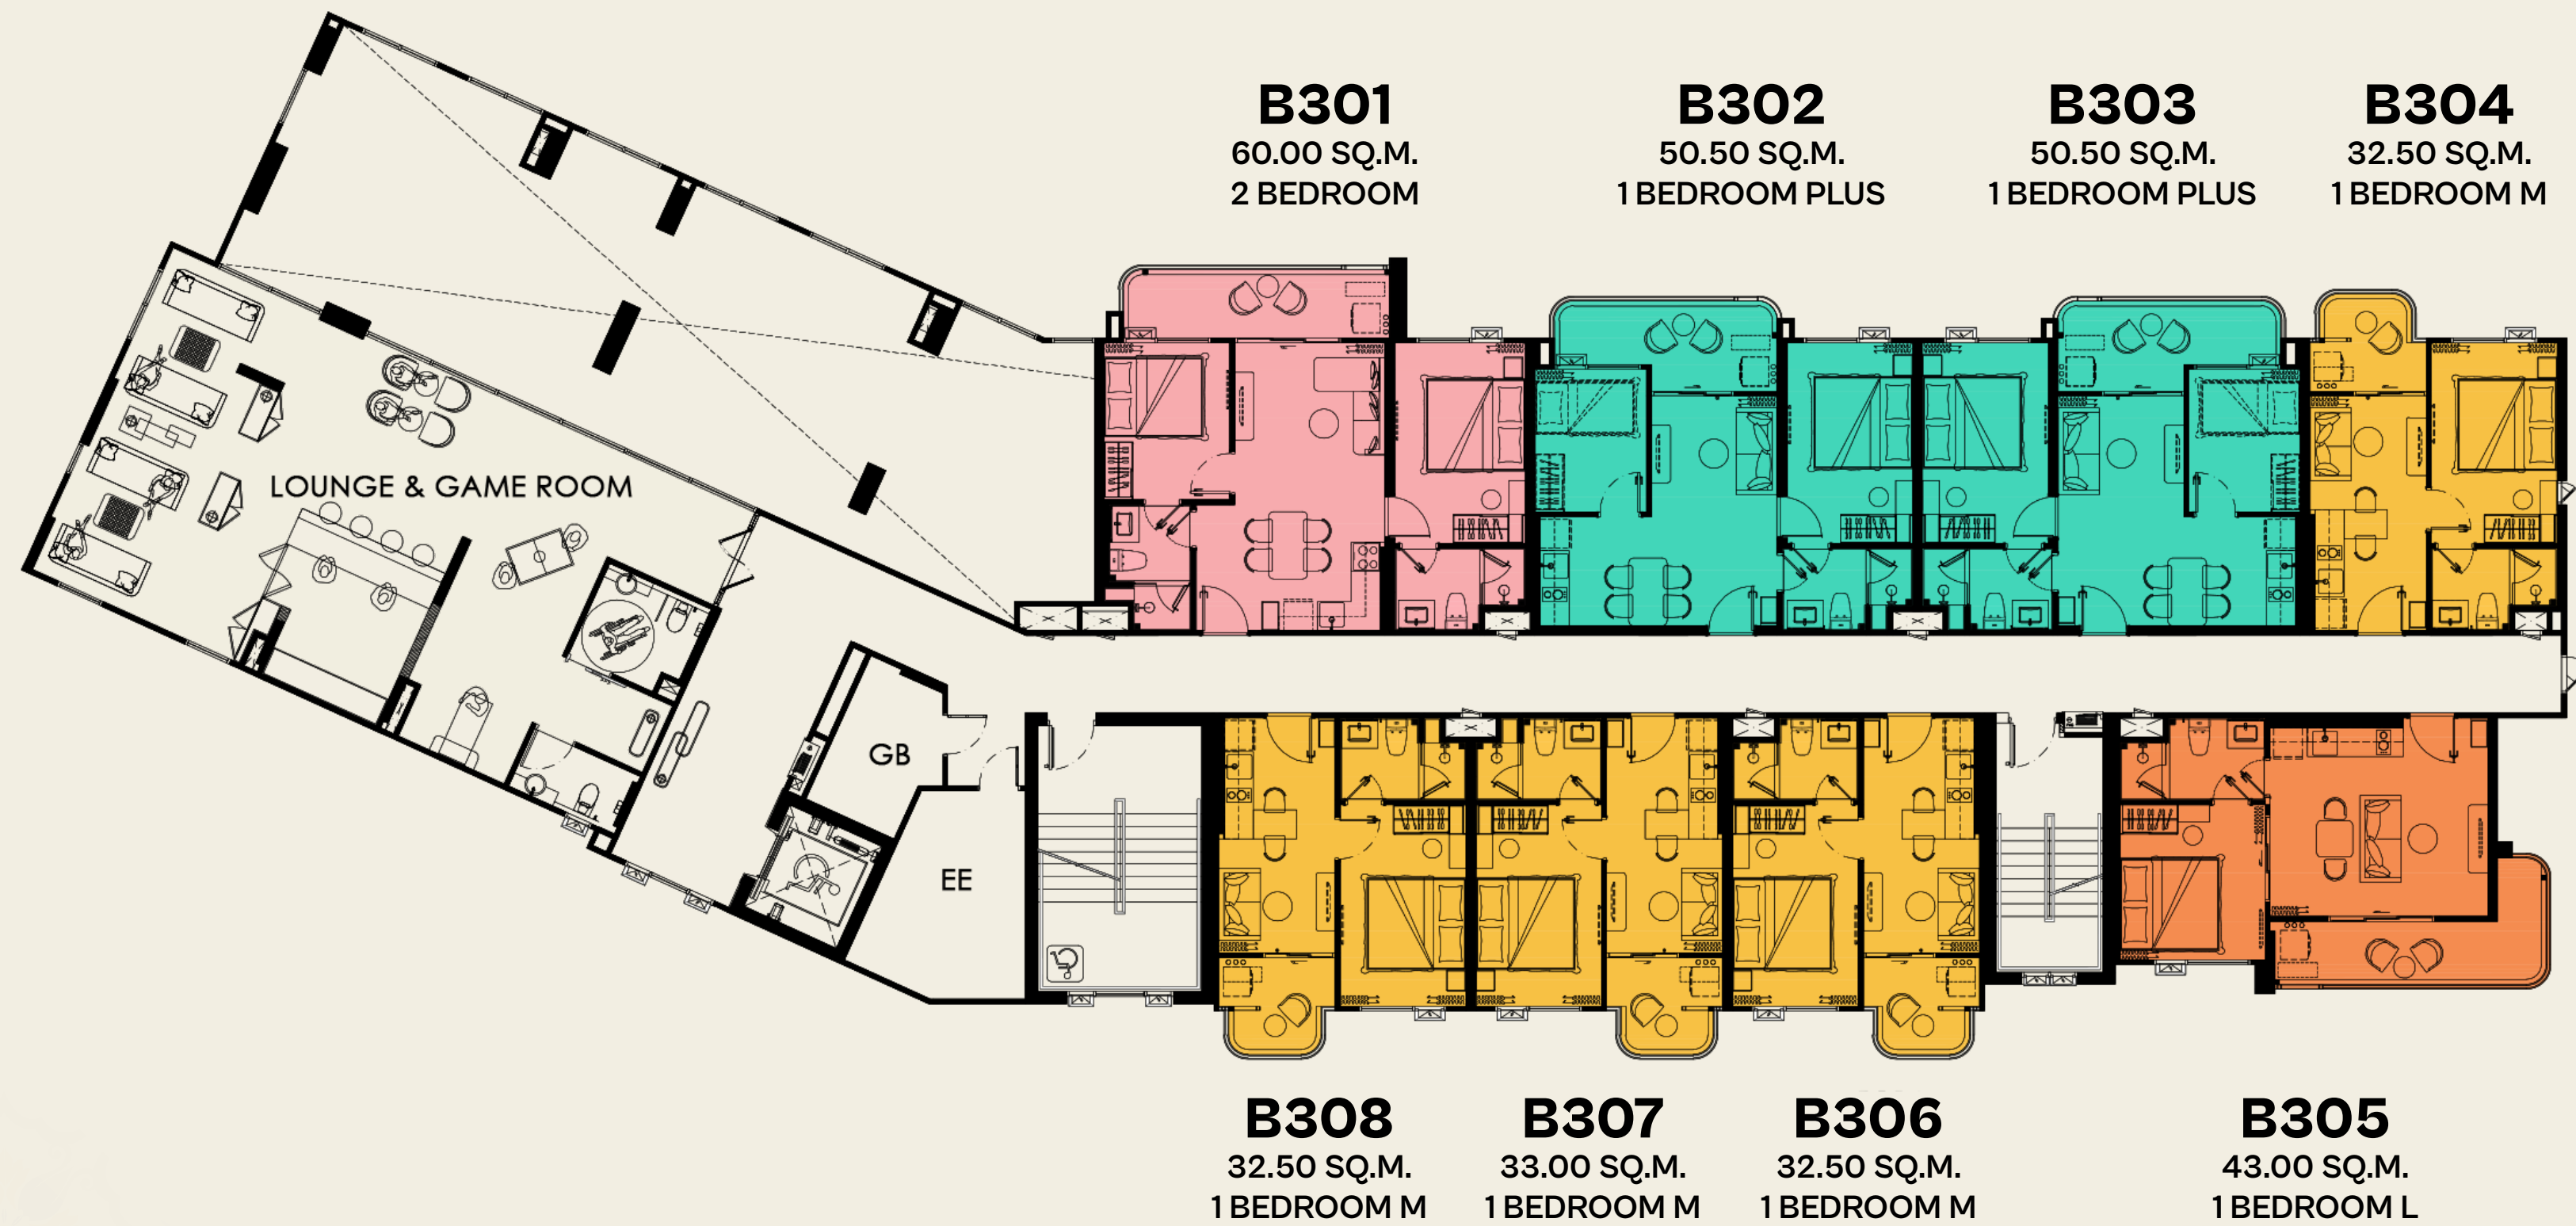 B301
60.00 SQ.M.
2 BEDROOM
B302
50.50 SQ.M.
1 BEDROOM PLUS
B303
50.50 SQ.M.
1 BEDROOM PLUS
B304
32.50 SQ.M.
1 BEDROOM M
LOUNGE & GAME ROOM
GB
EE
B308
32.50 SQ.M.
1 BEDROOM M
B307
33.00 SQ.M.
1 BEDROOM M
B306
32.50 SQ.M.
1 BEDROOM M
B305
43.00 SQ.M.
1 BEDROOM L